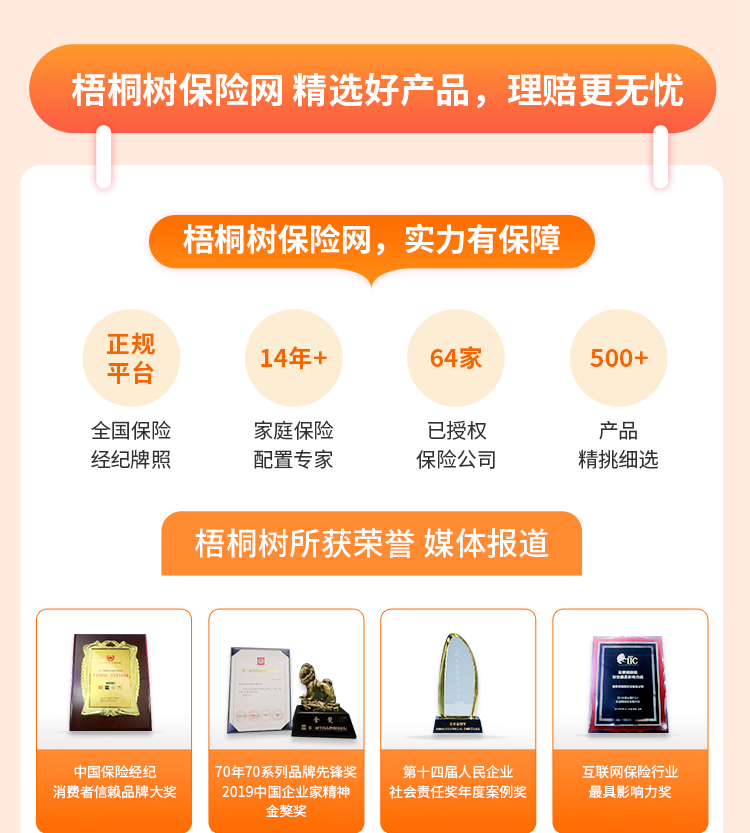 梧桐树保险网 精选好产品，理赔更无忧
梧桐树保险网，实力有保障
正规
平台
全国保险
经纪牌照
14年+
家庭保险
配置专家
64家
已授权
保险公司
500+
产品
精挑细选
梧桐树所获荣誉 媒体报道
金獒
中国保险经纪
消费者信赖品牌大奖
70年70系列品牌先锋奖
2019中国企业家精神
金獒奖
第十四届人民企业
社会责任奖年度案例奖
互联网保险行业
最具影响力奖